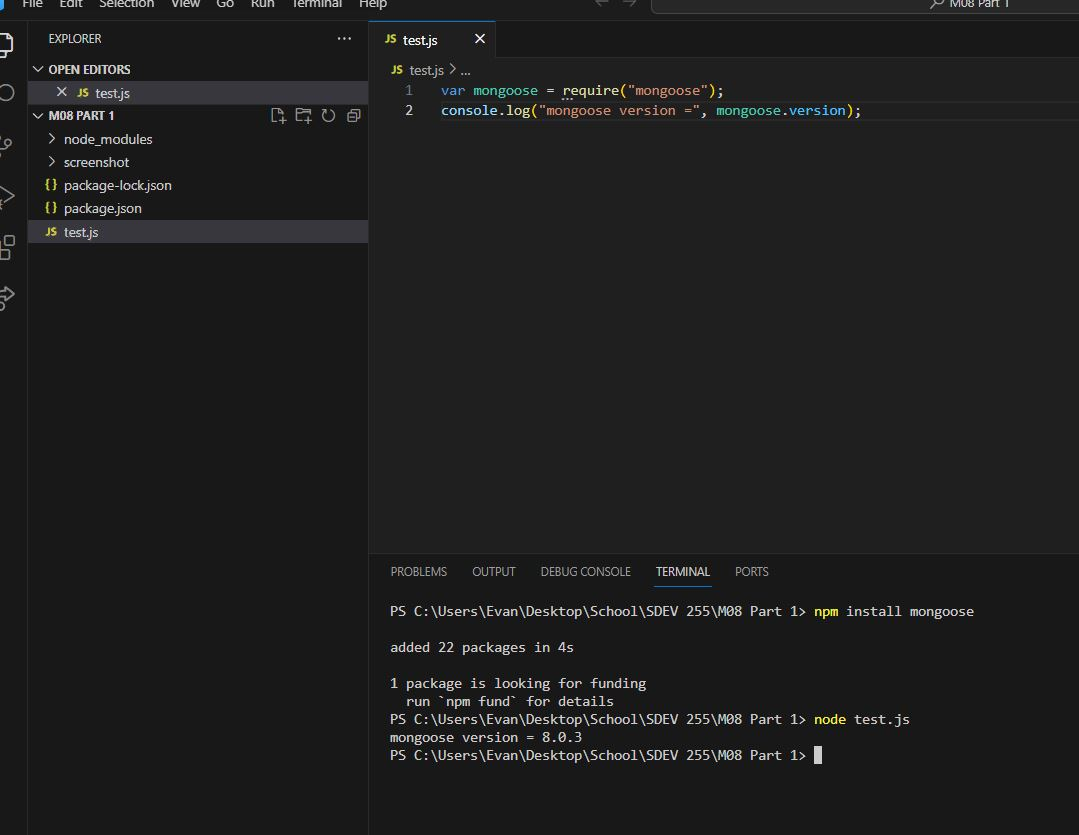 File Edit Selection View Go Run Terminal Help M08 Part 1
EXPLORER ...
OPEN EDITORS
JS test.js
M08 PART 1
node_modules
screenshot
{} package-lock.json
{} package.json
JS test.js
JS test.js
JS test.js > ...
1 var mongoose = require("mongoose");
2 console.log("mongoose version =", mongoose.version);
PROBLEMS OUTPUT DEBUG CONSOLE TERMINAL PORTS
PS C:\Users\Evan\Desktop\School\SDEV 255\M08 Part 1> npm install mongoose
added 22 packages in 4s
1 package is looking for funding
run `npm fund` for details
PS C:\Users\Evan\Desktop\School\SDEV 255\M08 Part 1> node test.js
mongoose version = 8.0.3
PS C:\Users\Evan\Desktop\School\SDEV 255\M08 Part 1>